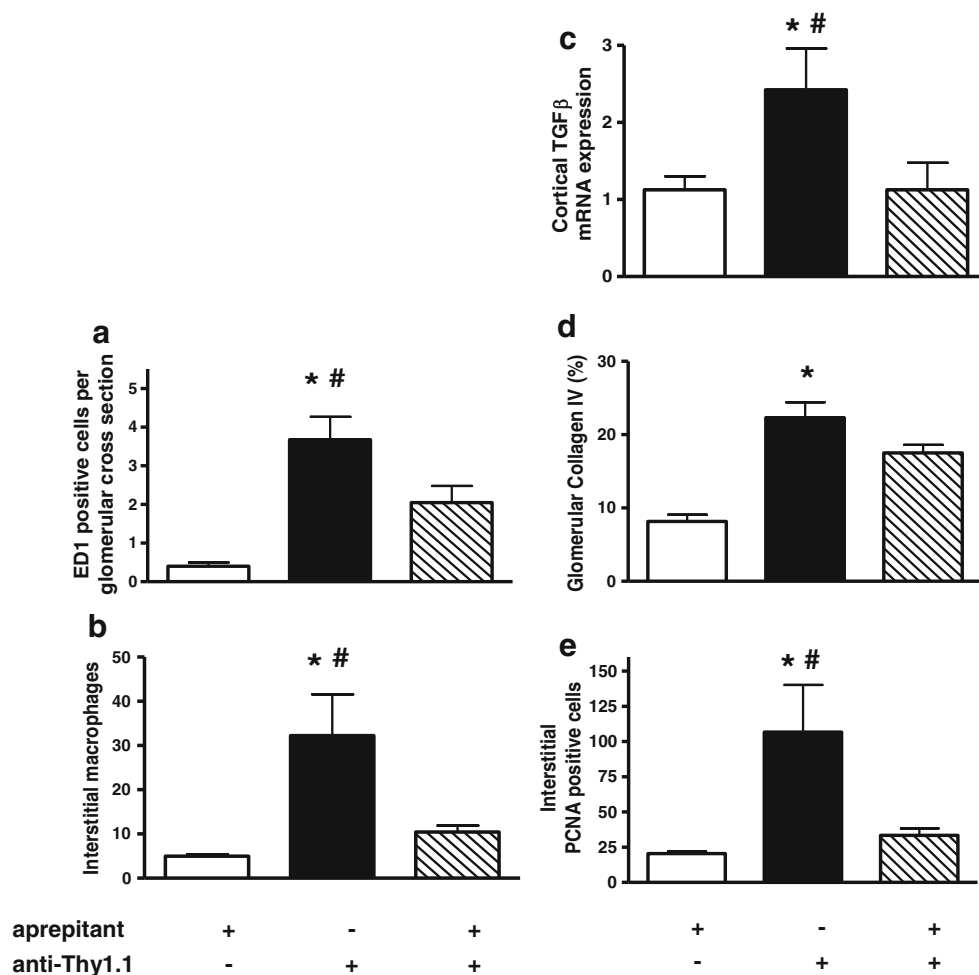 a
ED1 positive cells per
glomerular cross section
5
4
3
2
1
0
* #
b
Interstitial macrophages
50
40
30
20
10
0
* #
c
Cortical TGFβ
mRNA expression
3
2
1
0
* #
d
Glomerular Collagen IV (%)
30
20
10
0
*
e
Interstitial
PCNA positive cells
150
125
100
75
50
25
0
* #
aprepitant + - + + - +
anti-Thy1.1 - + + - + +